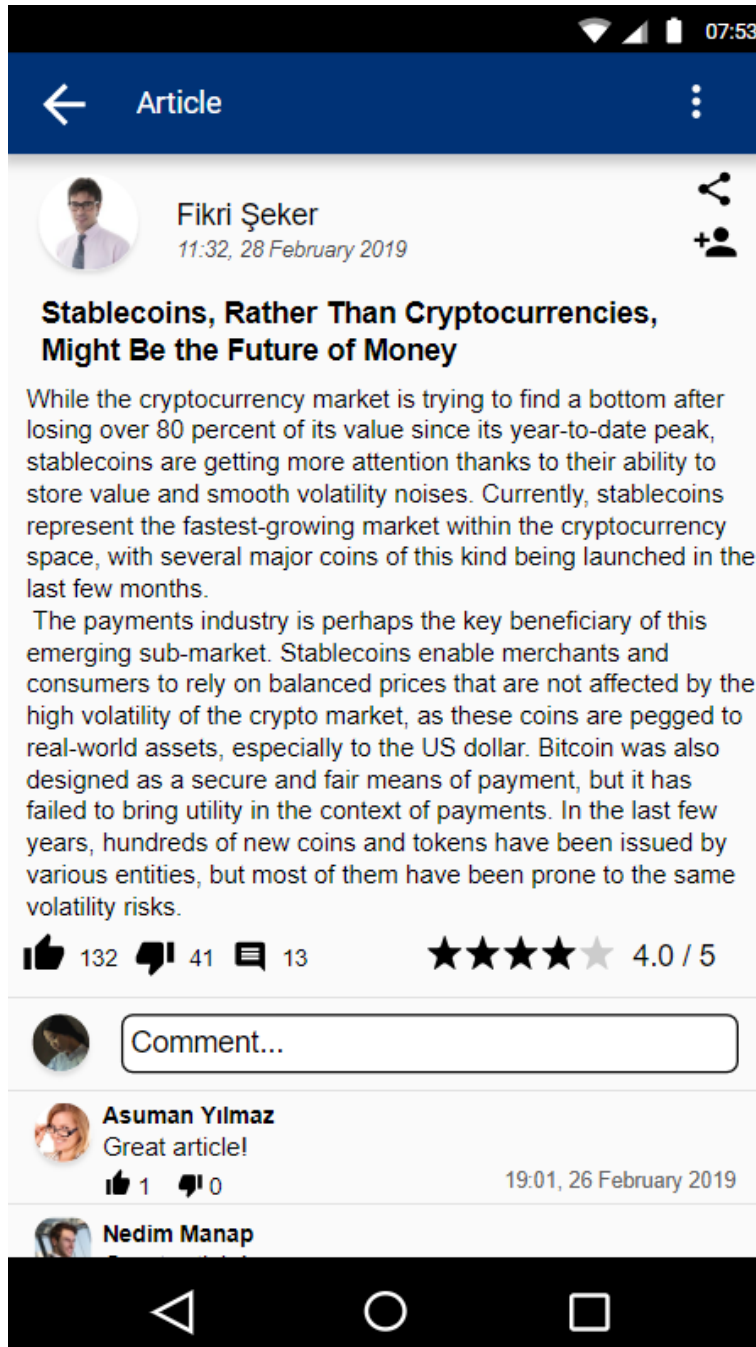 07:53
Article
Fikri Şeker
11:32, 28 February 2019
Stablecoins, Rather Than Cryptocurrencies,
Might Be the Future of Money
While the cryptocurrency market is trying to find a bottom after
losing over 80 percent of its value since its year-to-date peak,
stablecoins are getting more attention thanks to their ability to
store value and smooth volatility noises. Currently, stablecoins
represent the fastest-growing market within the cryptocurrency
space, with several major coins of this kind being launched in the
last few months.
The payments industry is perhaps the key beneficiary of this
emerging sub-market. Stablecoins enable merchants and
consumers to rely on balanced prices that are not affected by the
high volatility of the crypto market, as these coins are pegged to
real-world assets, especially to the US dollar. Bitcoin was also
designed as a secure and fair means of payment, but it has
failed to bring utility in the context of payments. In the last few
years, hundreds of new coins and tokens have been issued by
various entities, but most of them have been prone to the same
volatility risks.
132 41 13 4.0 / 5
Comment...
Asuman Yılmaz
Great article!
1 0 19:01, 26 February 2019
Nedim Manap